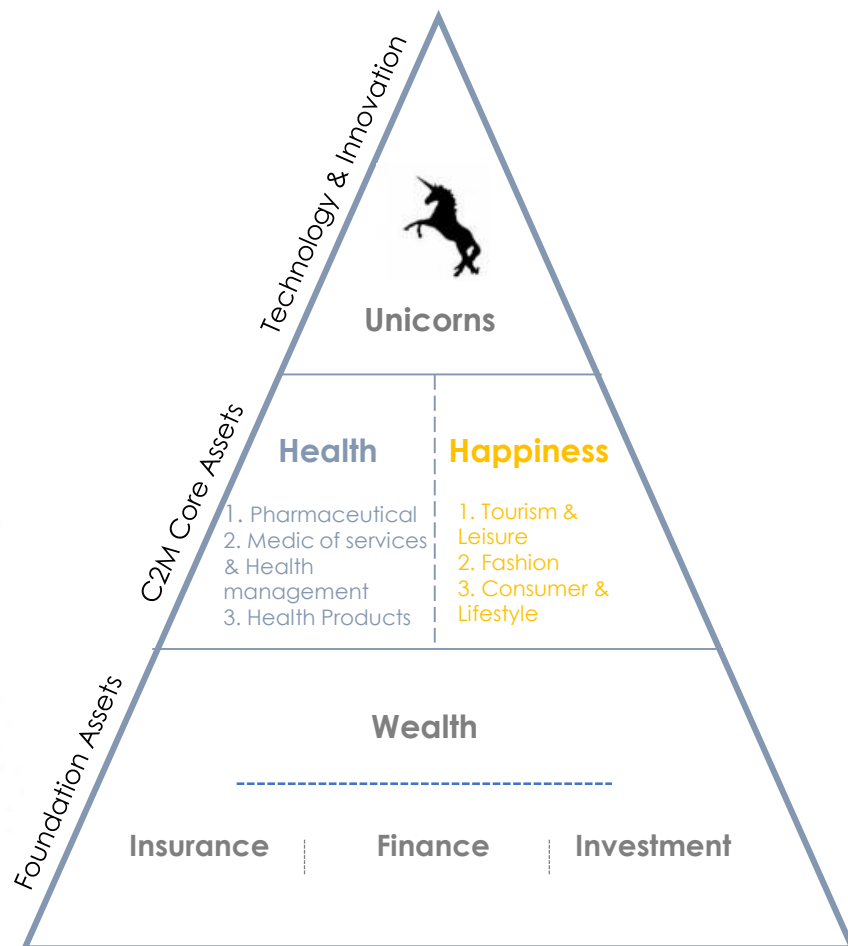 Technology & Innovation
Unicorns
C2M Core Assets
Health
1. Pharmaceutical
2. Medic of services
& Health
management
3. Health Products
Happiness
1. Tourism &
Leisure
2. Fashion
3. Consumer &
Lifestyle
Foundation Assets
Wealth
Insurance
Finance
Investment